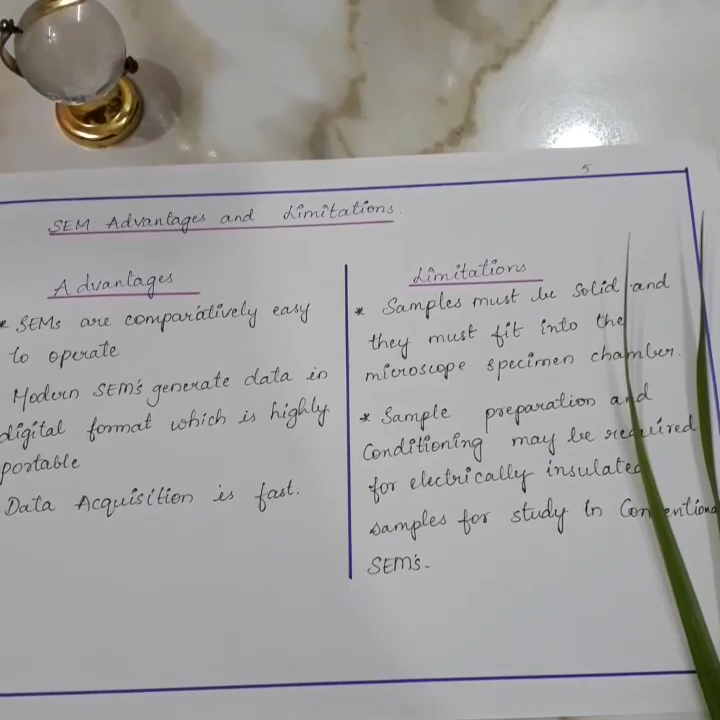 5
SEM Advantages and Limitations.
Advantages
* SEMs are comparatively easy
to operate
Modern SEM's generate data in
digital format which is highly
portable
Data Acquisition is fast.
Limitations
* Samples must be solid and
they must fit into the
microscope specimen chamber.
* Sample preparation and
Conditioning may be required
for electrically insulated
samples for study in Conventional
SEM's.